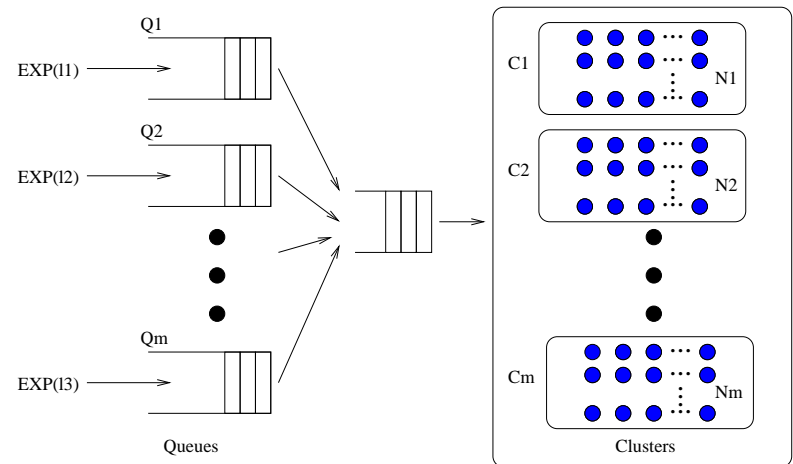 Q1
EXP(l1)
Q2
EXP(l2)
Qm
EXP(l3)
Queues
C1
N1
C2
N2
Cm
Nm
Clusters